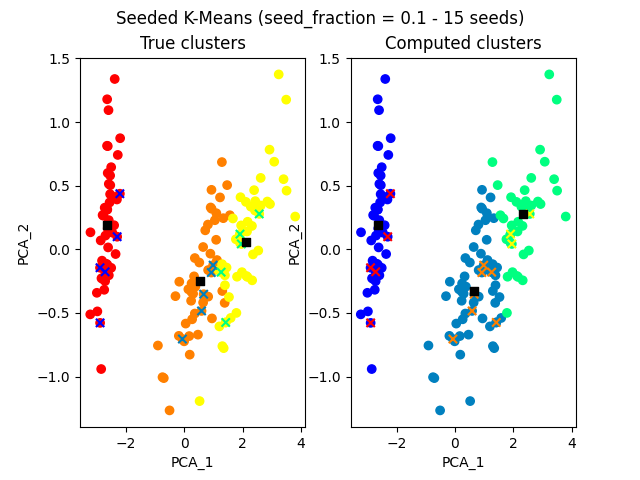 Seeded K-Means (seed_fraction = 0.1 - 15 seeds)
True clusters
Computed clusters
1.5
1.0
0.5
0.0
−0.5
−1.0
PCA_2
−2
0
2
4
PCA_1
1.5
1.0
0.5
0.0
−0.5
−1.0
PCA_2
−2
0
2
4
PCA_1